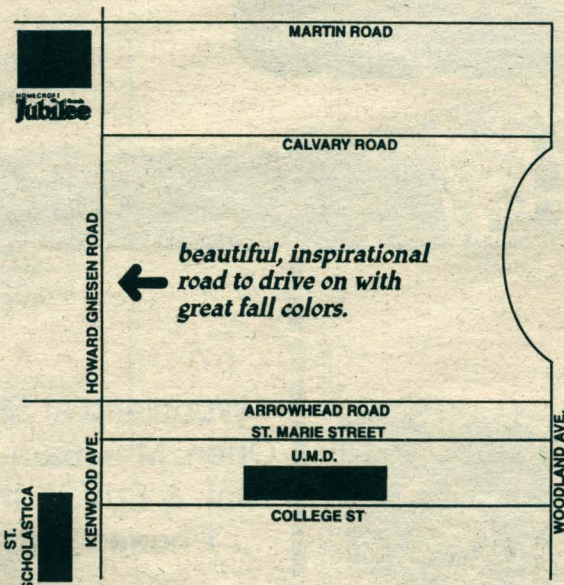 MARTIN ROAD
HOMECROFT
Jubilee
CALVARY ROAD
HOWARD GNESEN ROAD
beautiful, inspirational
road to drive on with
great fall colors.
ARROWHEAD ROAD
ST. MARIE STREET
U.M.D.
COLLEGE ST
KENWOOD AVE.
WOODLAND AVE.
ST.
SCHOLASTICA